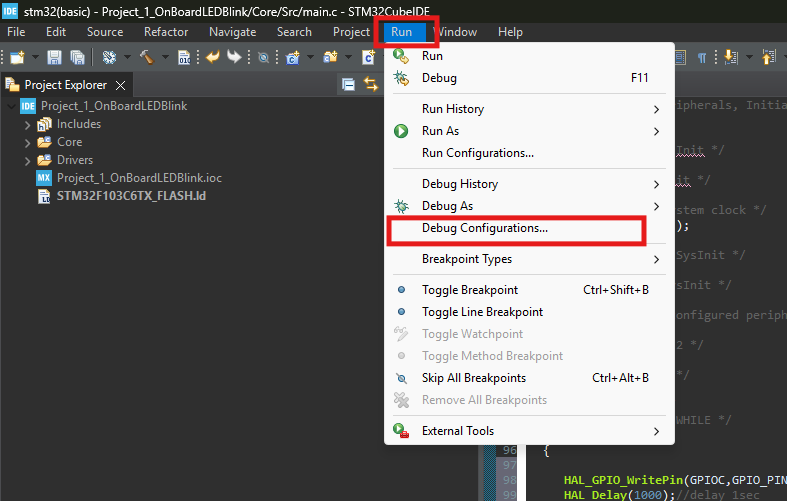 IDE stm32(basic) - Project_1_OnBoardLEDBlink/Core/Src/main.c - STM32CubeIDE
File Edit Source Refactor Navigate Search Project Run Window Help
010
Project Explorer
IDE Project_1_OnBoardLEDBlink
Includes
Core
Drivers
MX Project_1_OnBoardLEDBlink.ioc
STM32F103C6TX_FLASH.ld
Run
Debug F11
Run History
Run As
Run Configurations...
Debug History
Debug As
Debug Configurations...
Breakpoint Types
Toggle Breakpoint Ctrl+Shift+B
Toggle Line Breakpoint
Toggle Watchpoint
Toggle Method Breakpoint
Skip All Breakpoints Ctrl+Alt+B
Remove All Breakpoints
External Tools
ripherals, Initia
Init */
it */
stem clock */
);
SysInit */
sInit */
onfigured periph
2 */
*/
WHILE */
96 {
97
98 HAL_GPIO_WritePin(GPIOC,GPIO_PIN
99 HAL_Delay(1000);//delay 1sec